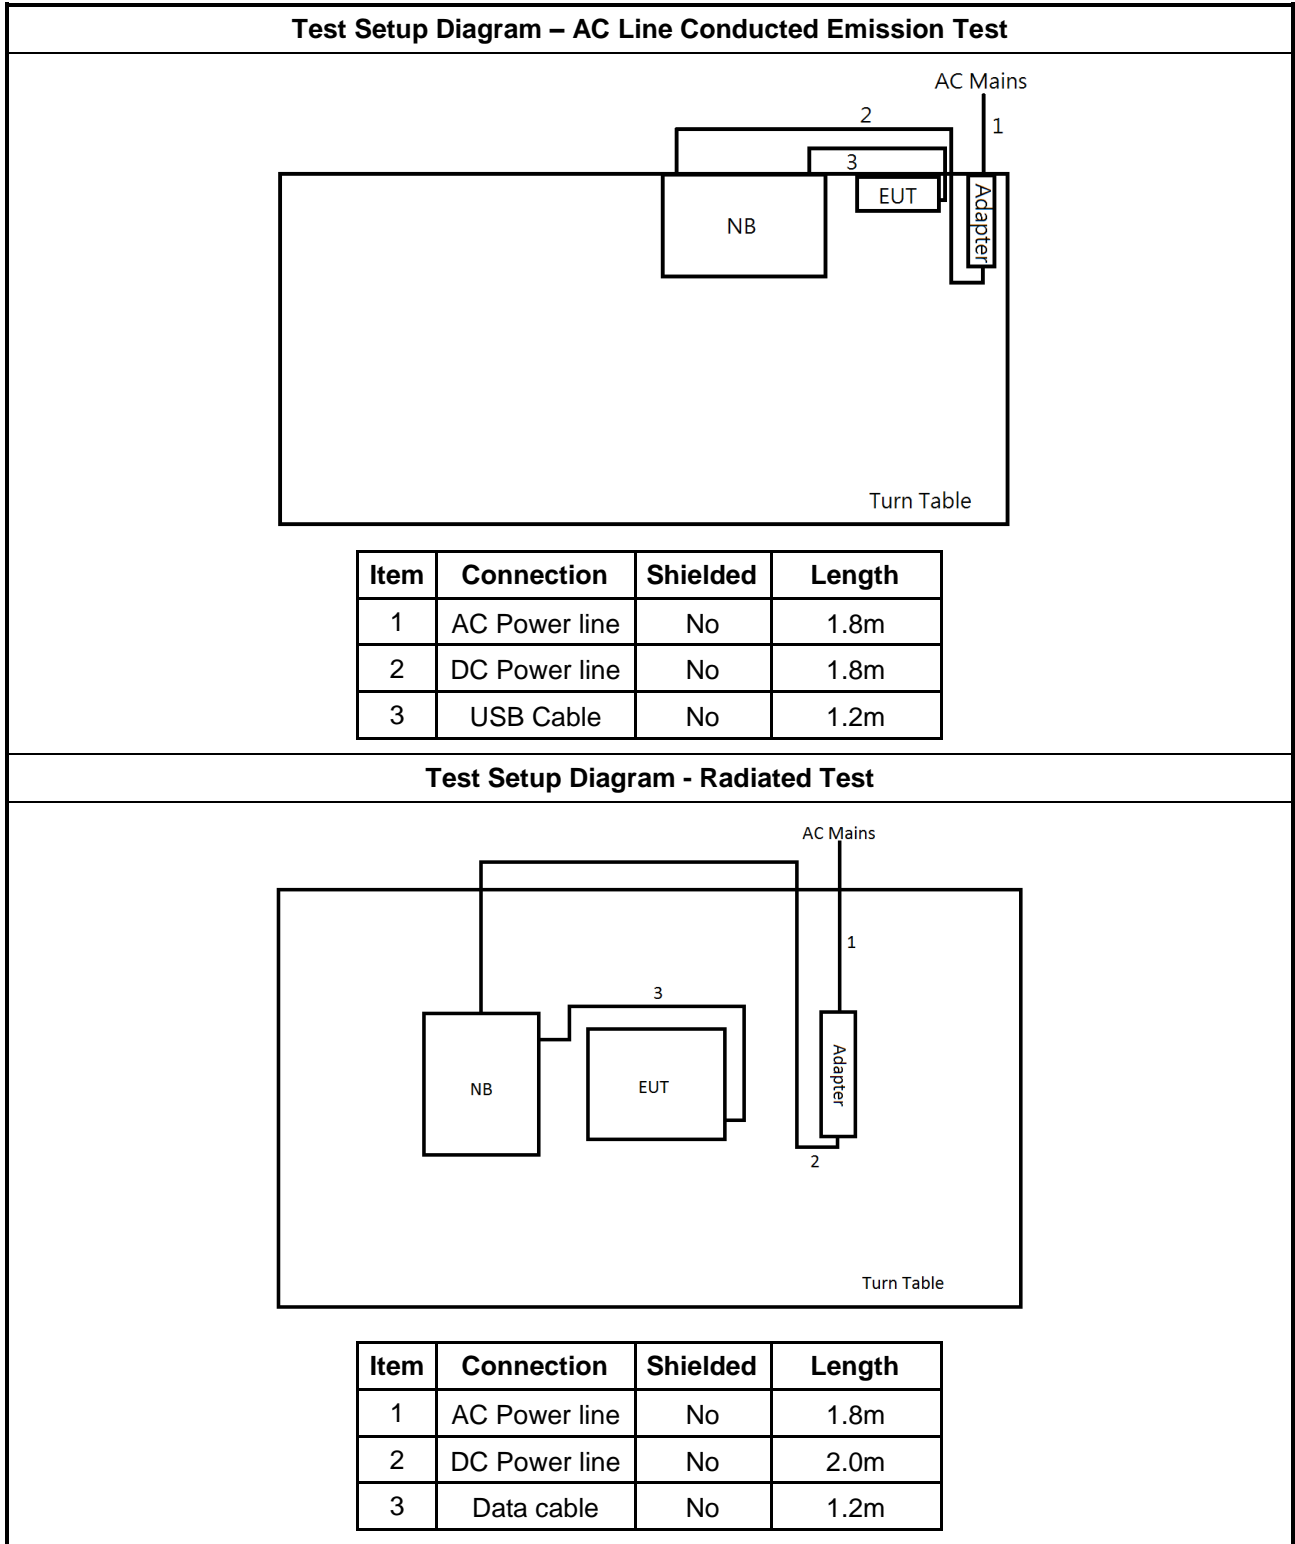 Test Setup Diagram – AC Line Conducted Emission Test
AC Mains
2
1
3
EUT
Adapter
NB
Turn Table
Item Connection Shielded Length
1 AC Power line No 1.8m
2 DC Power line No 1.8m
3 USB Cable No 1.2m
Test Setup Diagram - Radiated Test
AC Mains
1
3
NB
EUT
Adapter
2
Turn Table
Item Connection Shielded Length
1 AC Power line No 1.8m
2 DC Power line No 2.0m
3 Data cable No 1.2m